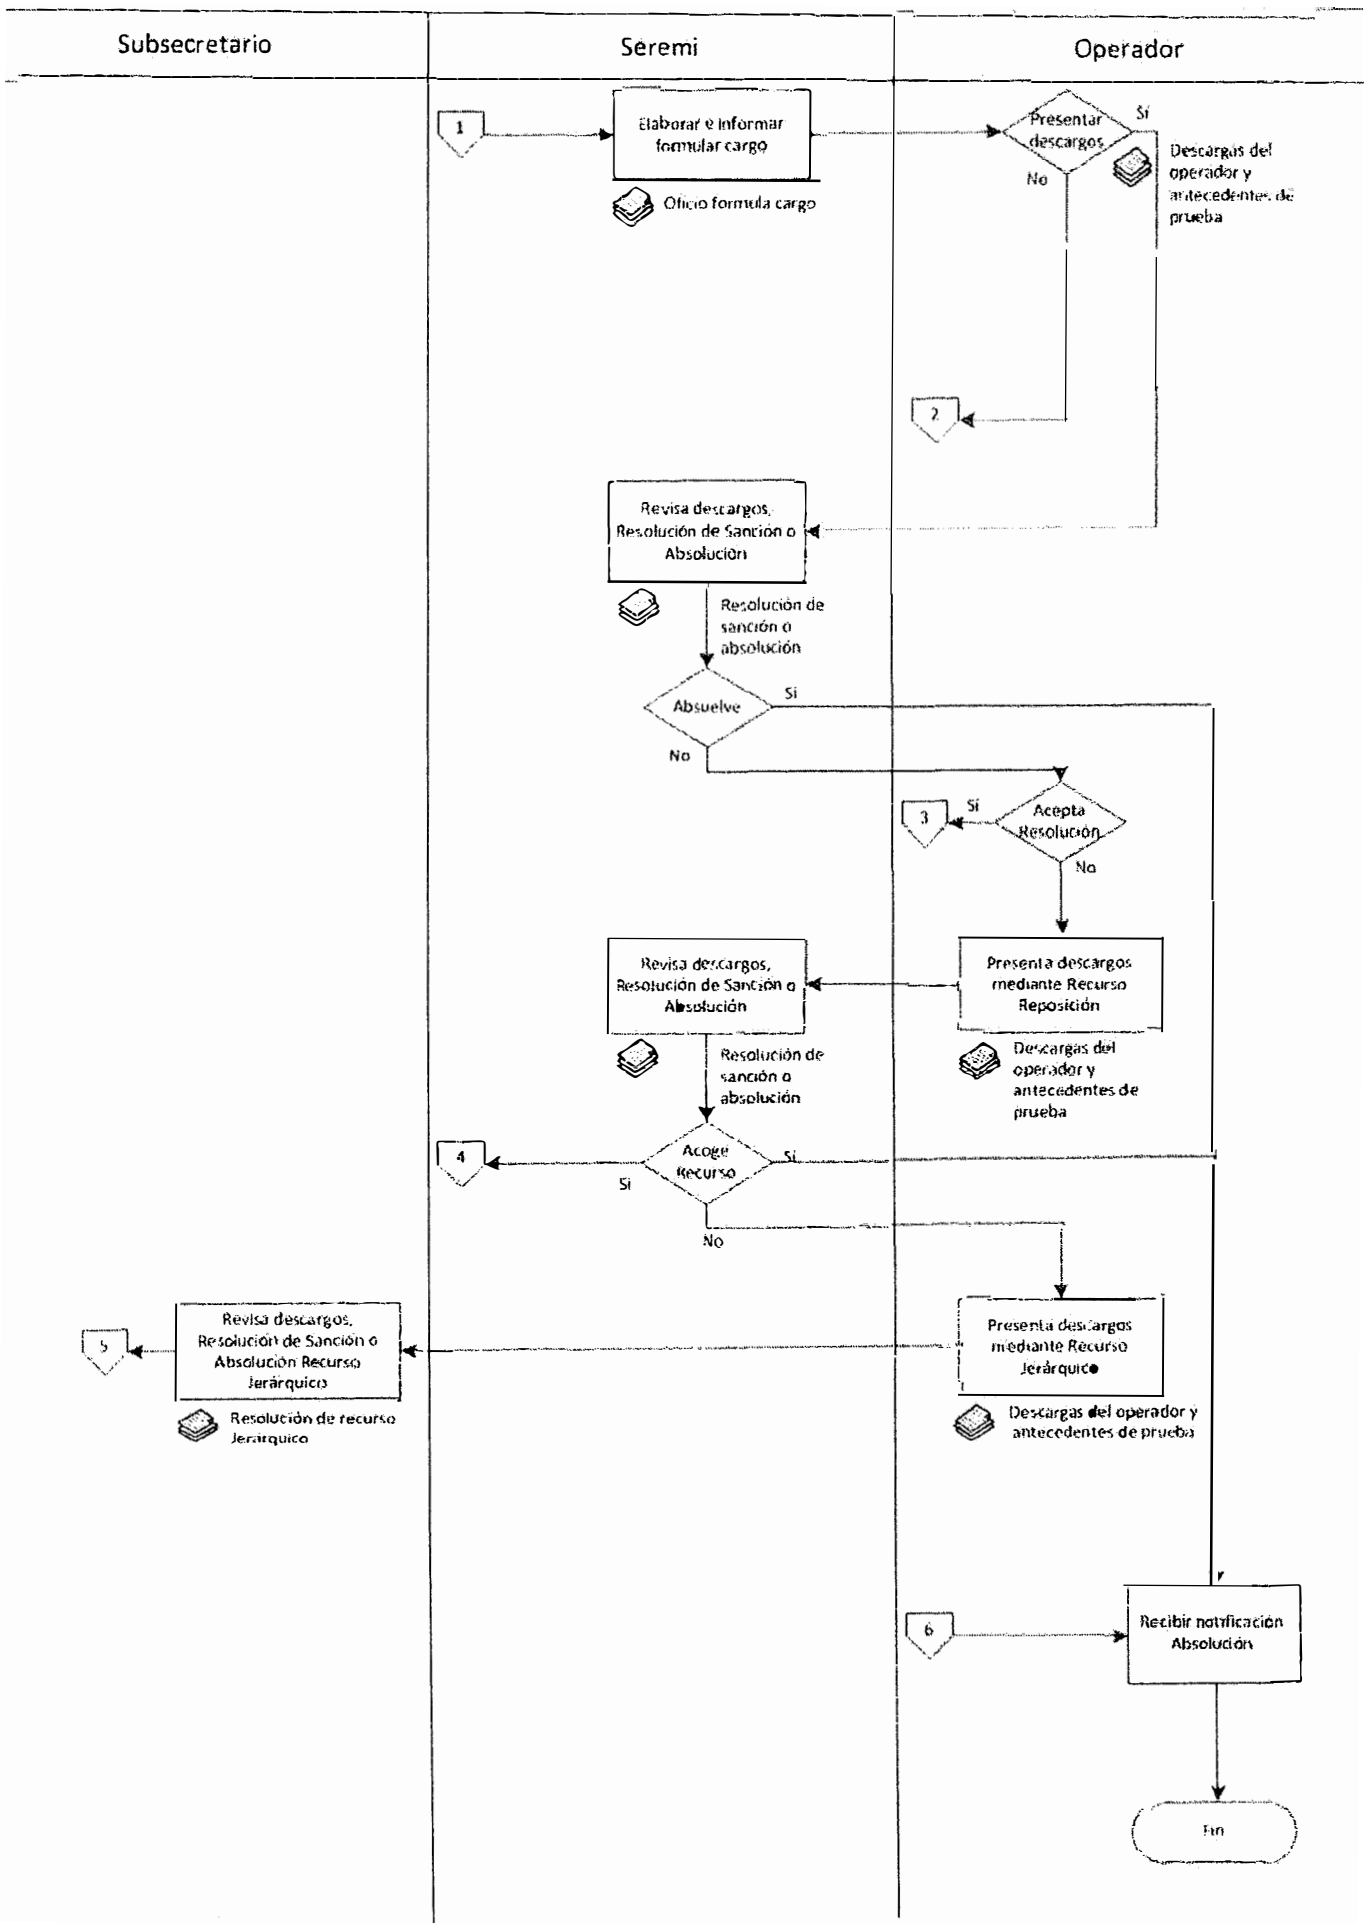 Subsecretario
Seremi
Operador
1
Elaborar e informar
formular cargo
Oficio formula cargo
Presentar
descargos
Sí
No
Descargas del
operador y
antecedentes de
prueba
2
Revisa descargos,
Resolución de Sanción o
Absolución
Resolución de
sanción o
absolución
Absuelve
Si
No
3
Sí
Acepta
Resolución
No
Revisa descargos,
Resolución de Sanción o
Absolución
Presenta descargos
mediante Recurso
Reposición
Resolución de
sanción o
absolución
Descargas del
operador y
antecedentes de
prueba
4
Acoge
Recurso
Si
Si
No
5
Revisa descargos,
Resolución de Sanción o
Absolución Recurso
Jerárquico
Resolución de recurso
Jerárquico
Presenta descargos
mediante Recurso
Jerárquico
Descargas del operador y
antecedentes de prueba
6
Recibir notificación
Absolución
Fin